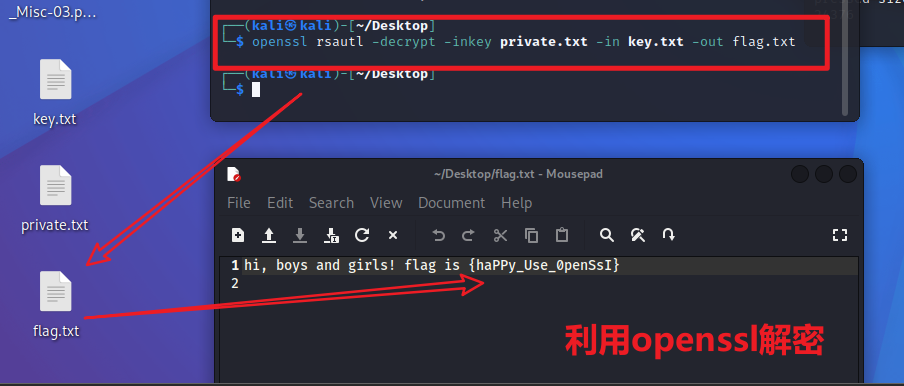 _Misc-03.p...
key.txt
private.txt
flag.txt
┌──(kali㉿kali)-[~/Desktop]
└─$ openssl rsautl -decrypt -inkey private.txt -in key.txt -out flag.txt
┌──(kali㉿kali)-[~/Desktop]
└─$
~/Desktop/flag.txt - Mousepad
File Edit Search View Document Help
1 hi, boys and girls! flag is {haPPy_Use_0penSsI}
2
利用openssl解密